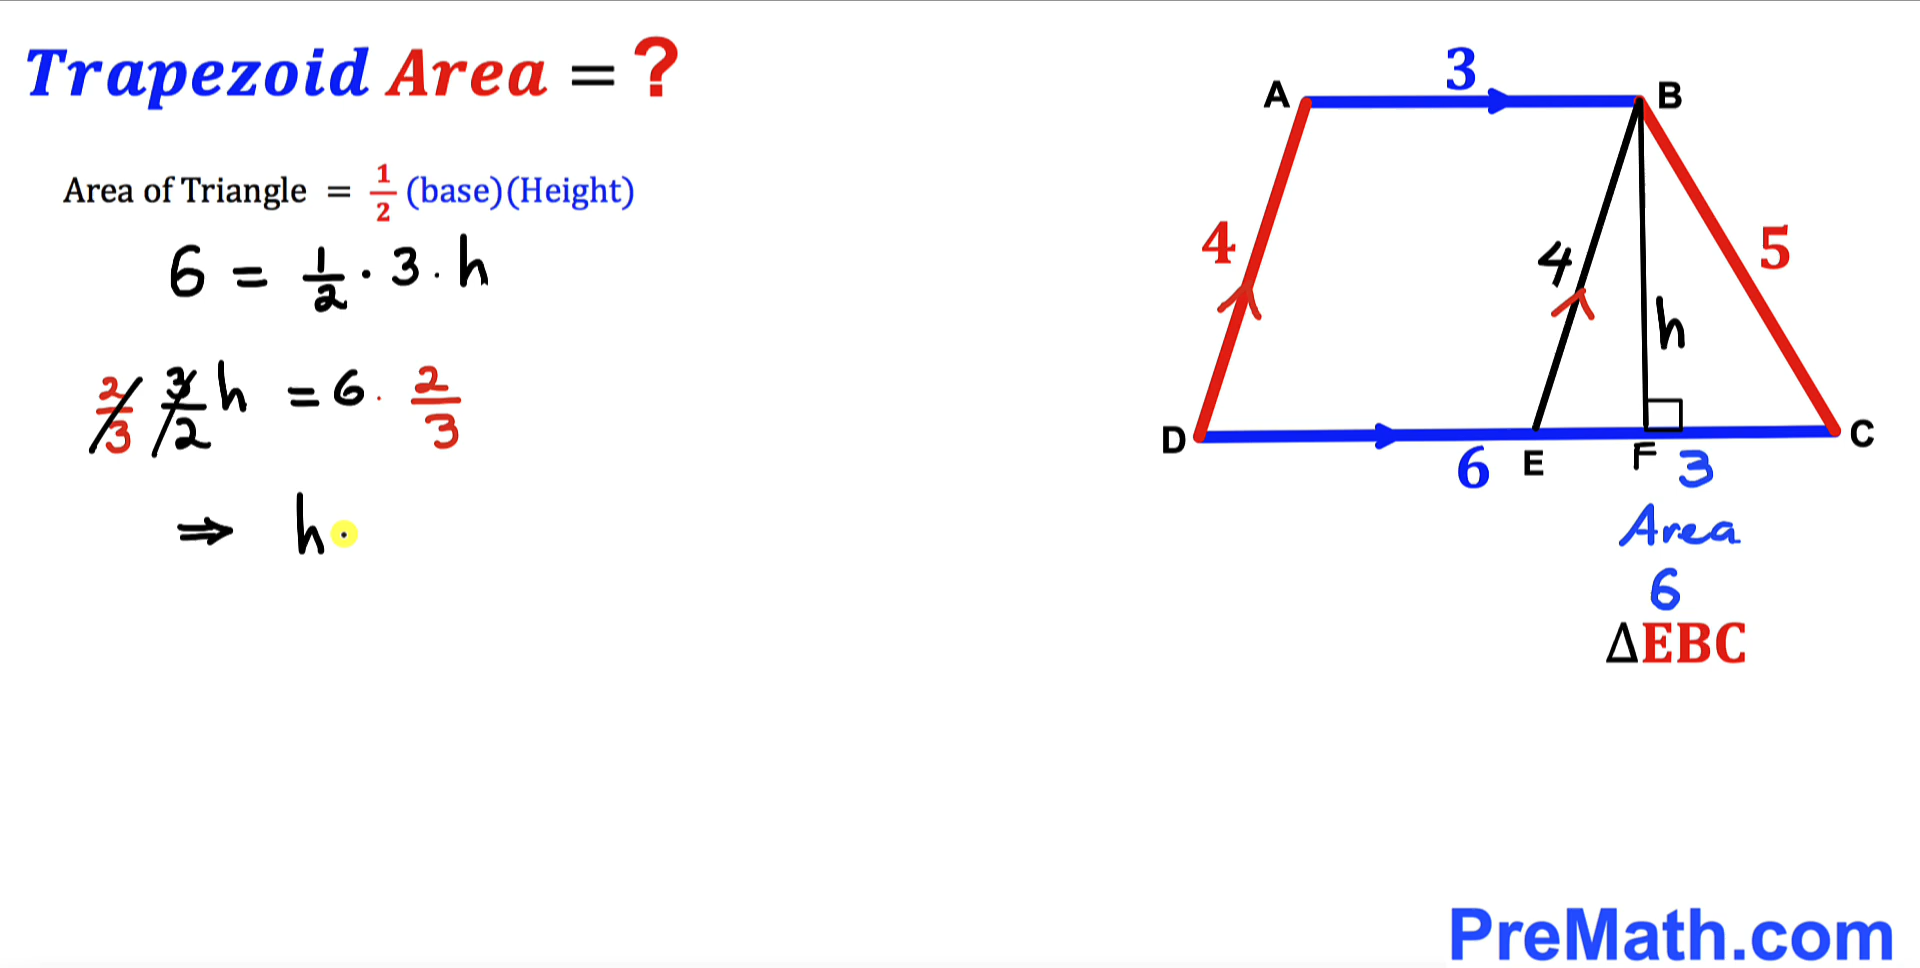 Trapezoid Area = ?
Area of Triangle = 1/2 (base)(Height)
6 = 1/2 · 3 · h
2/3 3/2 h = 6 · 2/3
⇒ h
3
A
B
4
4
5
h
D
C
6
E
F
3
Area
6
ΔEBC
PreMath.com